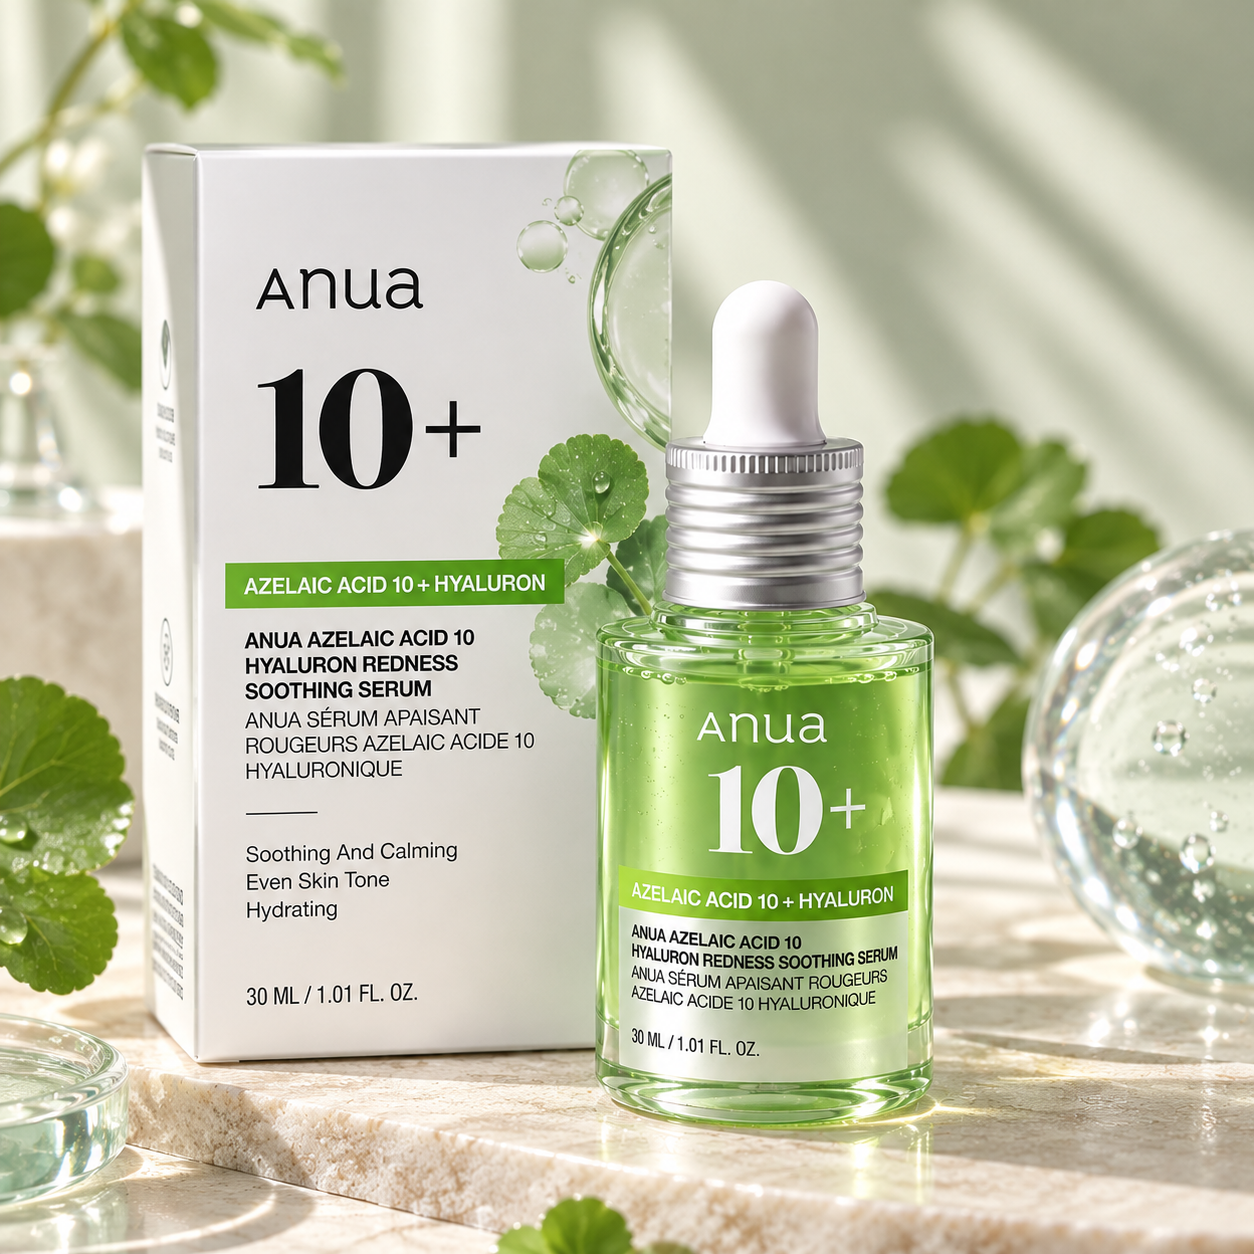 Anua
10+
AZELAIC ACID 10 + HYALURON
ANUA AZELAIC ACID 10
HYALURON REDNESS
SOOTHING SERUM
ANUA SÉRUM APAISANT
ROUGEURS AZELAIC ACIDE 10
HYALURONIQUE
Soothing And Calming
Even Skin Tone
Hydrating
30 ML / 1.01 FL. OZ.
Anua
10+
AZELAIC ACID 10 + HYALURON
ANUA AZELAIC ACID 10
HYALURON REDNESS SOOTHING SERUM
ANUA SÉRUM APAISANT ROUGEURS
AZELAIC ACIDE 10 HYALURONIQUE
30 ML / 1.01 FL. OZ.